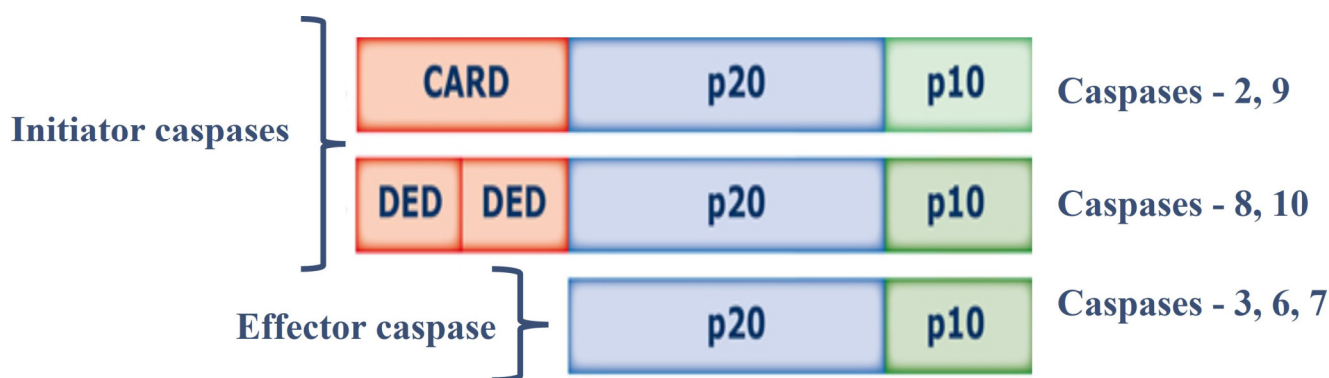 CARD p20 p10 Caspases - 2, 9
Initiator caspases
DED DED p20 p10 Caspases - 8, 10
Effector caspase p20 p10 Caspases - 3, 6, 7